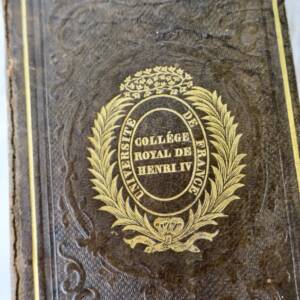 UNIVERSITÉ DE FRANCE
COLLÉGE
ROYAL DE
HENRI IV